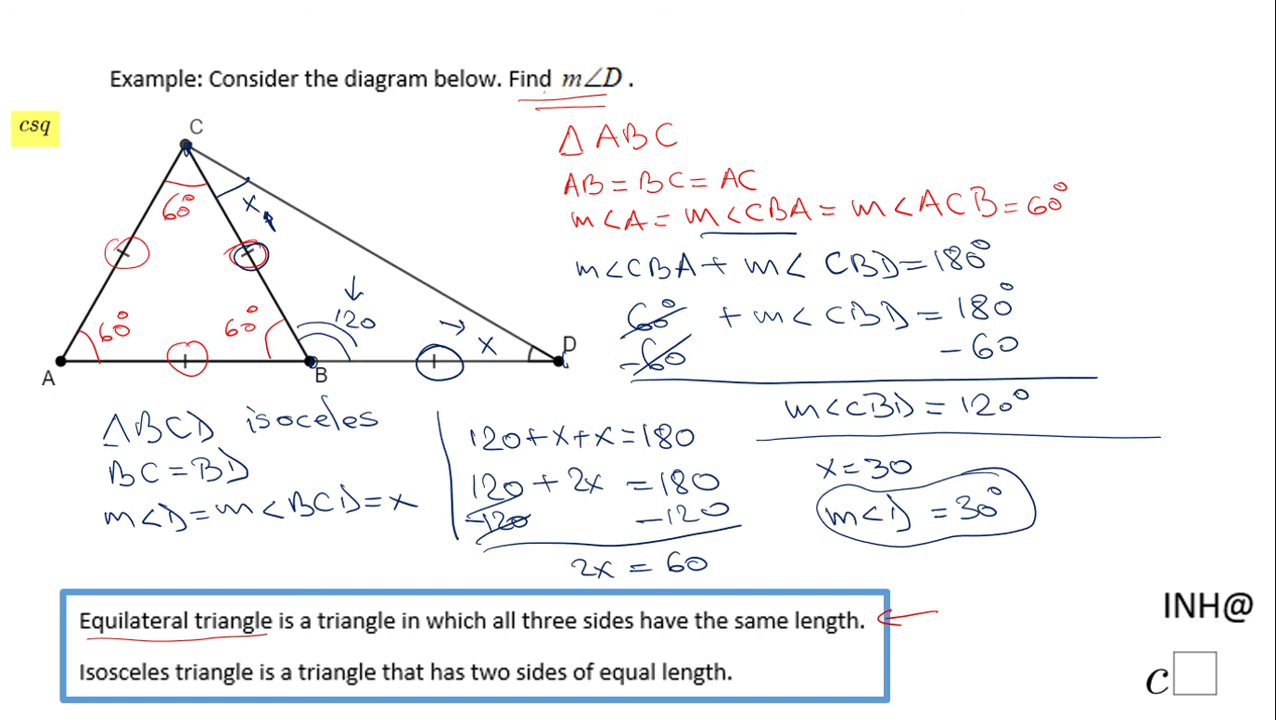 Example: Consider the diagram below. Find m∠D .
csq
C
60°
x
60°
60°
120
x
A
B
D
Δ ABC
AB = BC = AC
m<A = m<CBA = m<ACB = 60°
m<CBA + m< CBD = 180°
60° + m< CBD = 180°
-60 -60
m<CBD = 120°
ΔBCD isoceles
BC = BD
m<D = m<BCD = x
120+x+x = 180
120 + 2x = 180
-120 -120
2x = 60
x = 30
m<D = 30°
Equilateral triangle is a triangle in which all three sides have the same length.
Isosceles triangle is a triangle that has two sides of equal length.
INH@
c